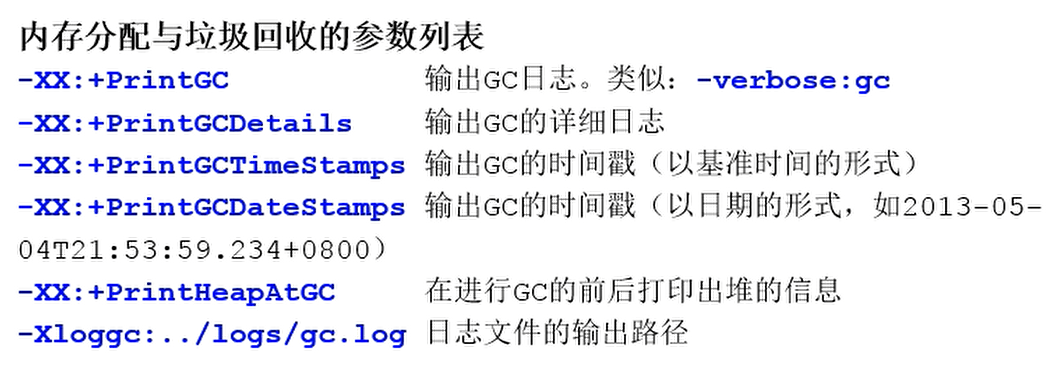 内存分配与垃圾回收的参数列表
-XX:+PrintGC 输出GC日志。类似：-verbose:gc
-XX:+PrintGCDetails 输出GC的详细日志
-XX:+PrintGCTimeStamps 输出GC的时间戳（以基准时间的形式）
-XX:+PrintGCDateStamps 输出GC的时间戳（以日期的形式，如2013-05-
04T21:53:59.234+0800）
-XX:+PrintHeapAtGC 在进行GC的前后打印出堆的信息
-Xloggc:../logs/gc.log 日志文件的输出路径